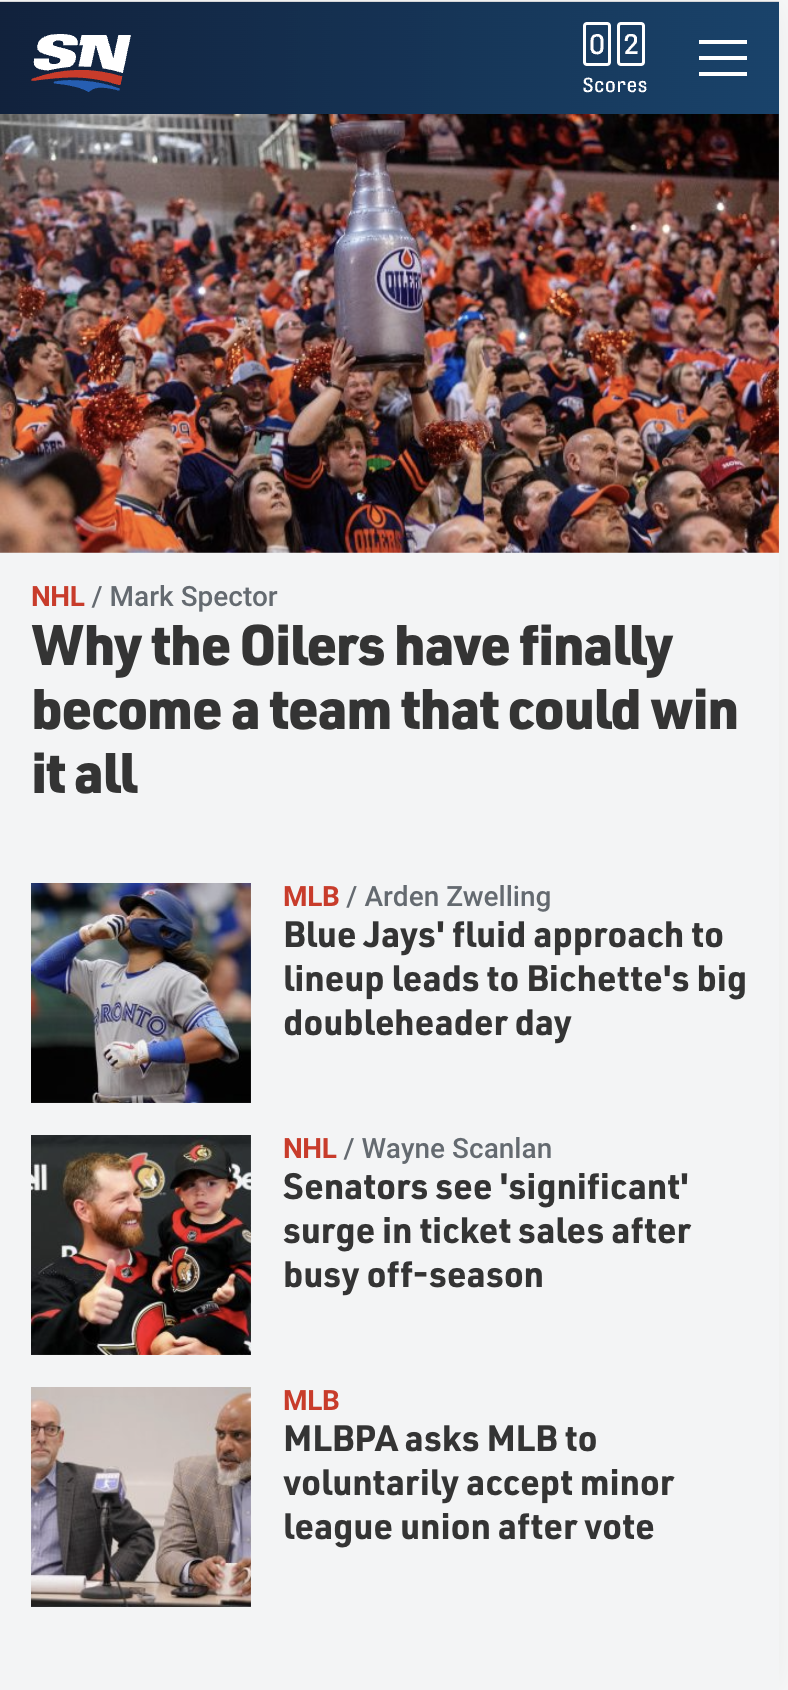 SN
0 2
Scores
OILERS
OILERS
NHL / Mark Spector
Why the Oilers have finally
become a team that could win
it all
MLB / Arden Zwelling
Blue Jays' fluid approach to
lineup leads to Bichette's big
doubleheader day
TORONTO
NHL / Wayne Scanlan
Senators see 'significant'
surge in ticket sales after
busy off-season
MLB
MLBPA asks MLB to
voluntarily accept minor
league union after vote